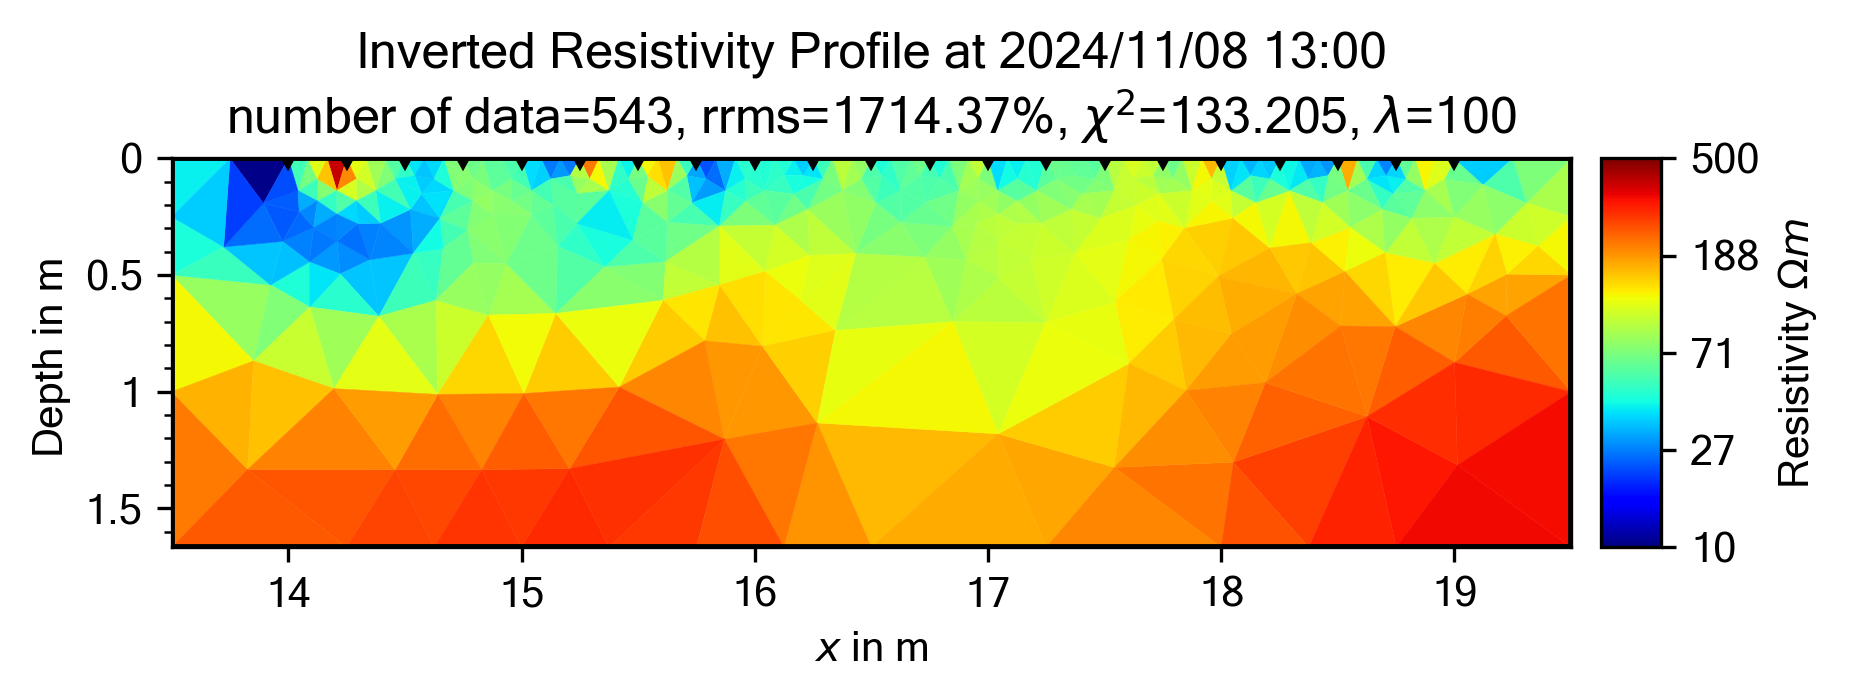 Inverted Resistivity Profile at 2024/11/08 13:00
number of data=543, rrms=1714.37%, χ²=133.205, λ=100
0
0.5
1
1.5
Depth in m
14 15 16 17 18 19
x in m
500
188
71
27
10
Resistivity Ωm